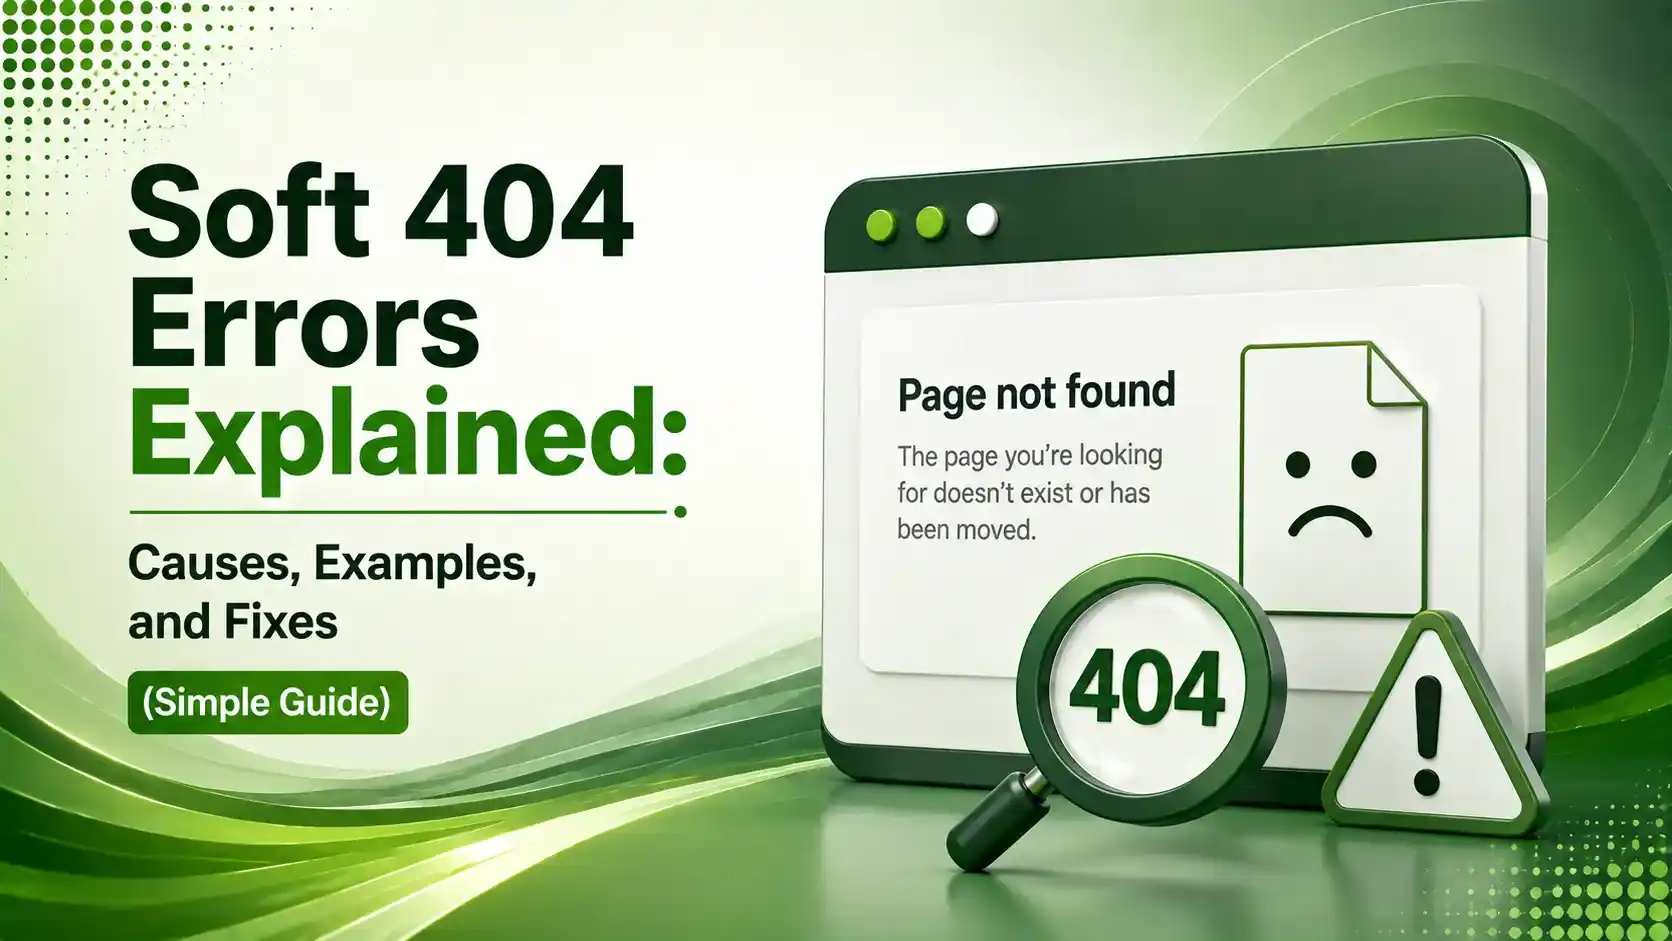 Soft 404
Errors
Explained:
Causes, Examples,
and Fixes
(Simple Guide)
Page not found
The page you’re looking
for doesn’t exist or has
been moved.
404